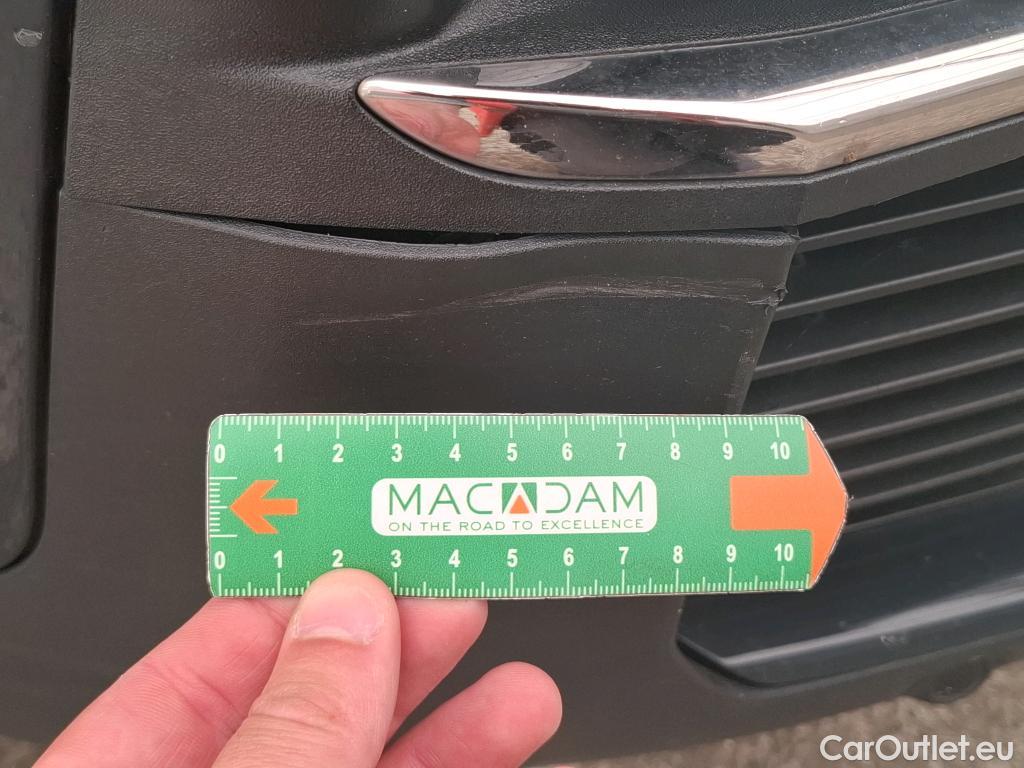 0 1 2 3 4 5 6 7 8 9 10
MACADAM
ON THE ROAD TO EXCELLENCE
0 1 2 3 4 5 6 7 8 9 10
CarOutlet.eu